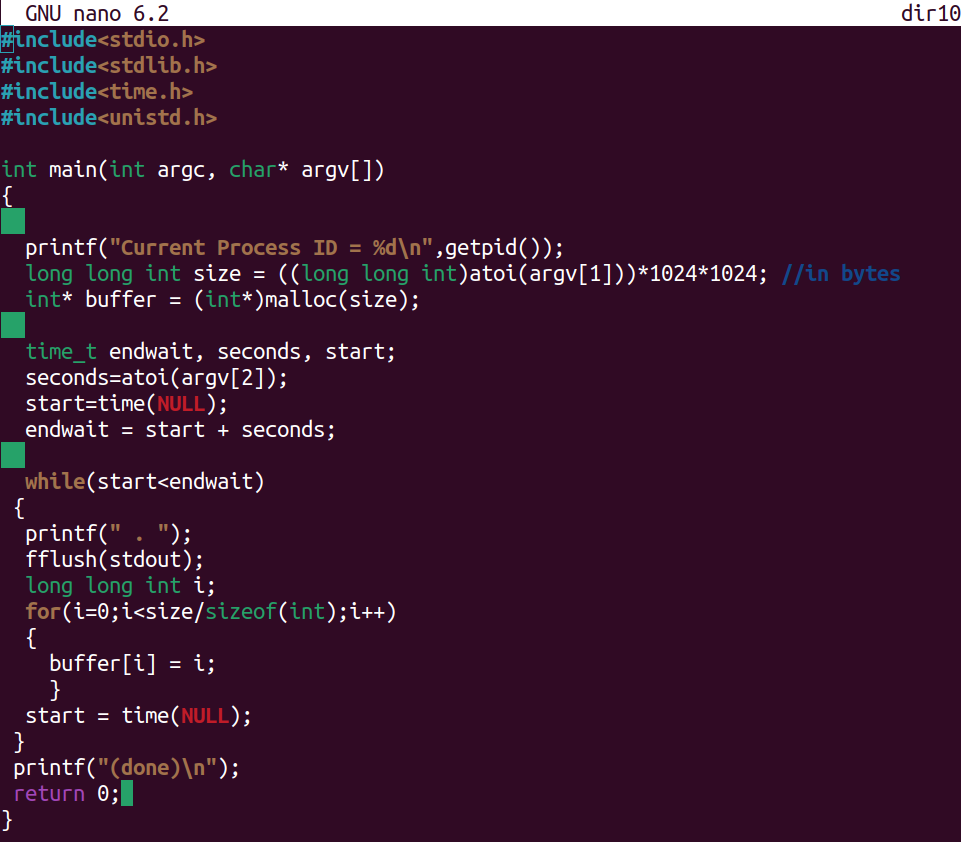 GNU nano 6.2 dir10
#include<stdio.h>
#include<stdlib.h>
#include<time.h>
#include<unistd.h>

int main(int argc, char* argv[])
{

  printf("Current Process ID = %d\n",getpid());
  long long int size = ((long long int)atoi(argv[1]))*1024*1024; //in bytes
  int* buffer = (int*)malloc(size);

  time_t endwait, seconds, start;
  seconds=atoi(argv[2]);
  start=time(NULL);
  endwait = start + seconds;

  while(start<endwait)
 {
  printf(" . ");
  fflush(stdout);
  long long int i;
  for(i=0;i<size/sizeof(int);i++)
  {
    buffer[i] = i;
    }
  start = time(NULL);
 }
 printf("(done)\n");
 return 0;
}